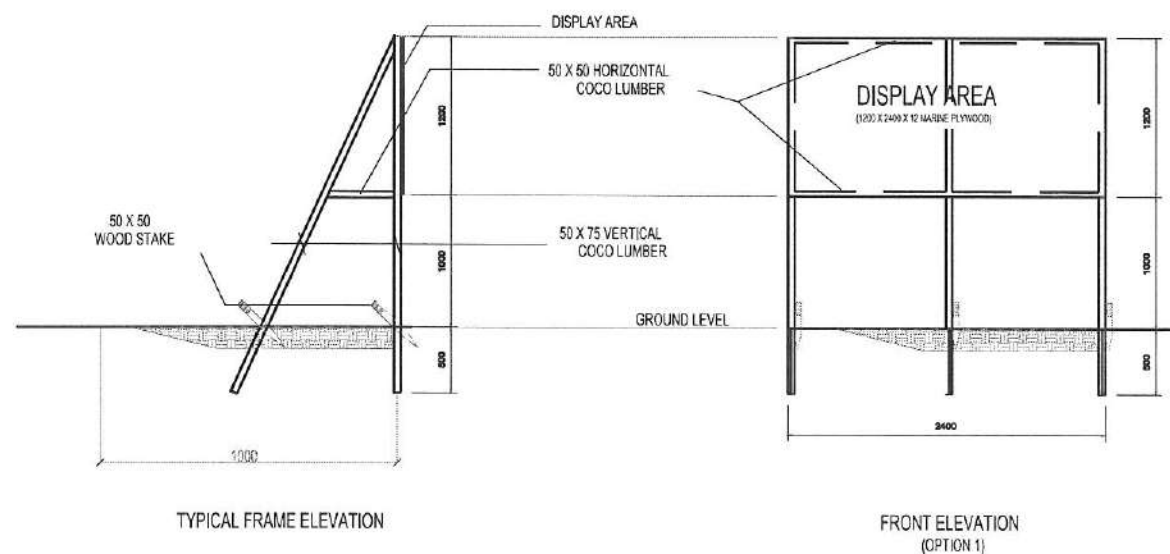 DISPLAY AREA
50 X 50 HORIZONTAL
COCO LUMBER
1200
50 X 50
WOOD STAKE
50 X 75 VERTICAL
COCO LUMBER
1000
GROUND LEVEL
500
1000
TYPICAL FRAME ELEVATION
DISPLAY AREA
(1200 X 2400 X 12 MARINE PLYWOOD)
1200
1000
500
2400
FRONT ELEVATION
(OPTION 1)